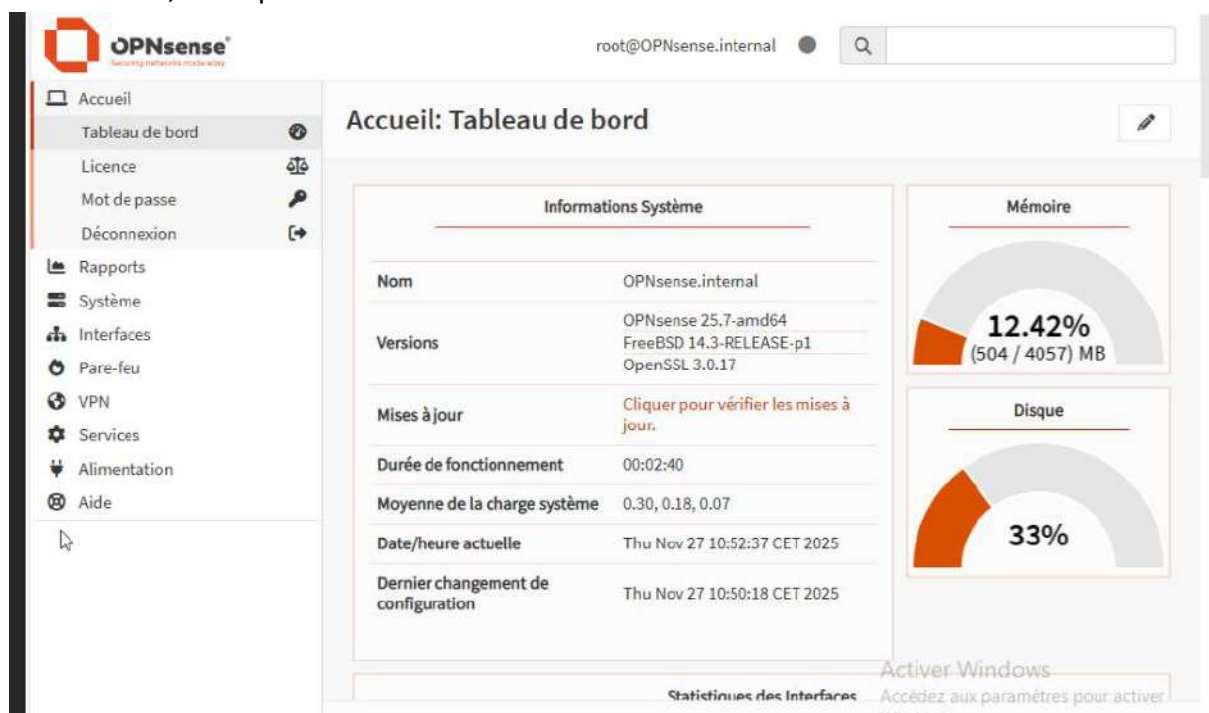 OPNsense®
Securing networks made easy
root@OPNsense.internal
Accueil
Tableau de bord
Licence
Mot de passe
Déconnexion
Rapports
Système
Interfaces
Pare-feu
VPN
Services
Alimentation
Aide
Accueil: Tableau de bord
Informations Système
Nom OPNsense.internal
Versions
OPNsense 25.7-amd64
FreeBSD 14.3-RELEASE-p1
OpenSSL 3.0.17
Mises à jour
Cliquer pour vérifier les mises à
jour.
Durée de fonctionnement 00:02:40
Moyenne de la charge système 0.30, 0.18, 0.07
Date/heure actuelle Thu Nov 27 10:52:37 CET 2025
Dernier changement de
configuration
Thu Nov 27 10:50:18 CET 2025
Mémoire
12.42%
(504 / 4057) MB
Disque
33%
Statistiques des Interfaces
Activer Windows
Accédez aux paramètres pour activer